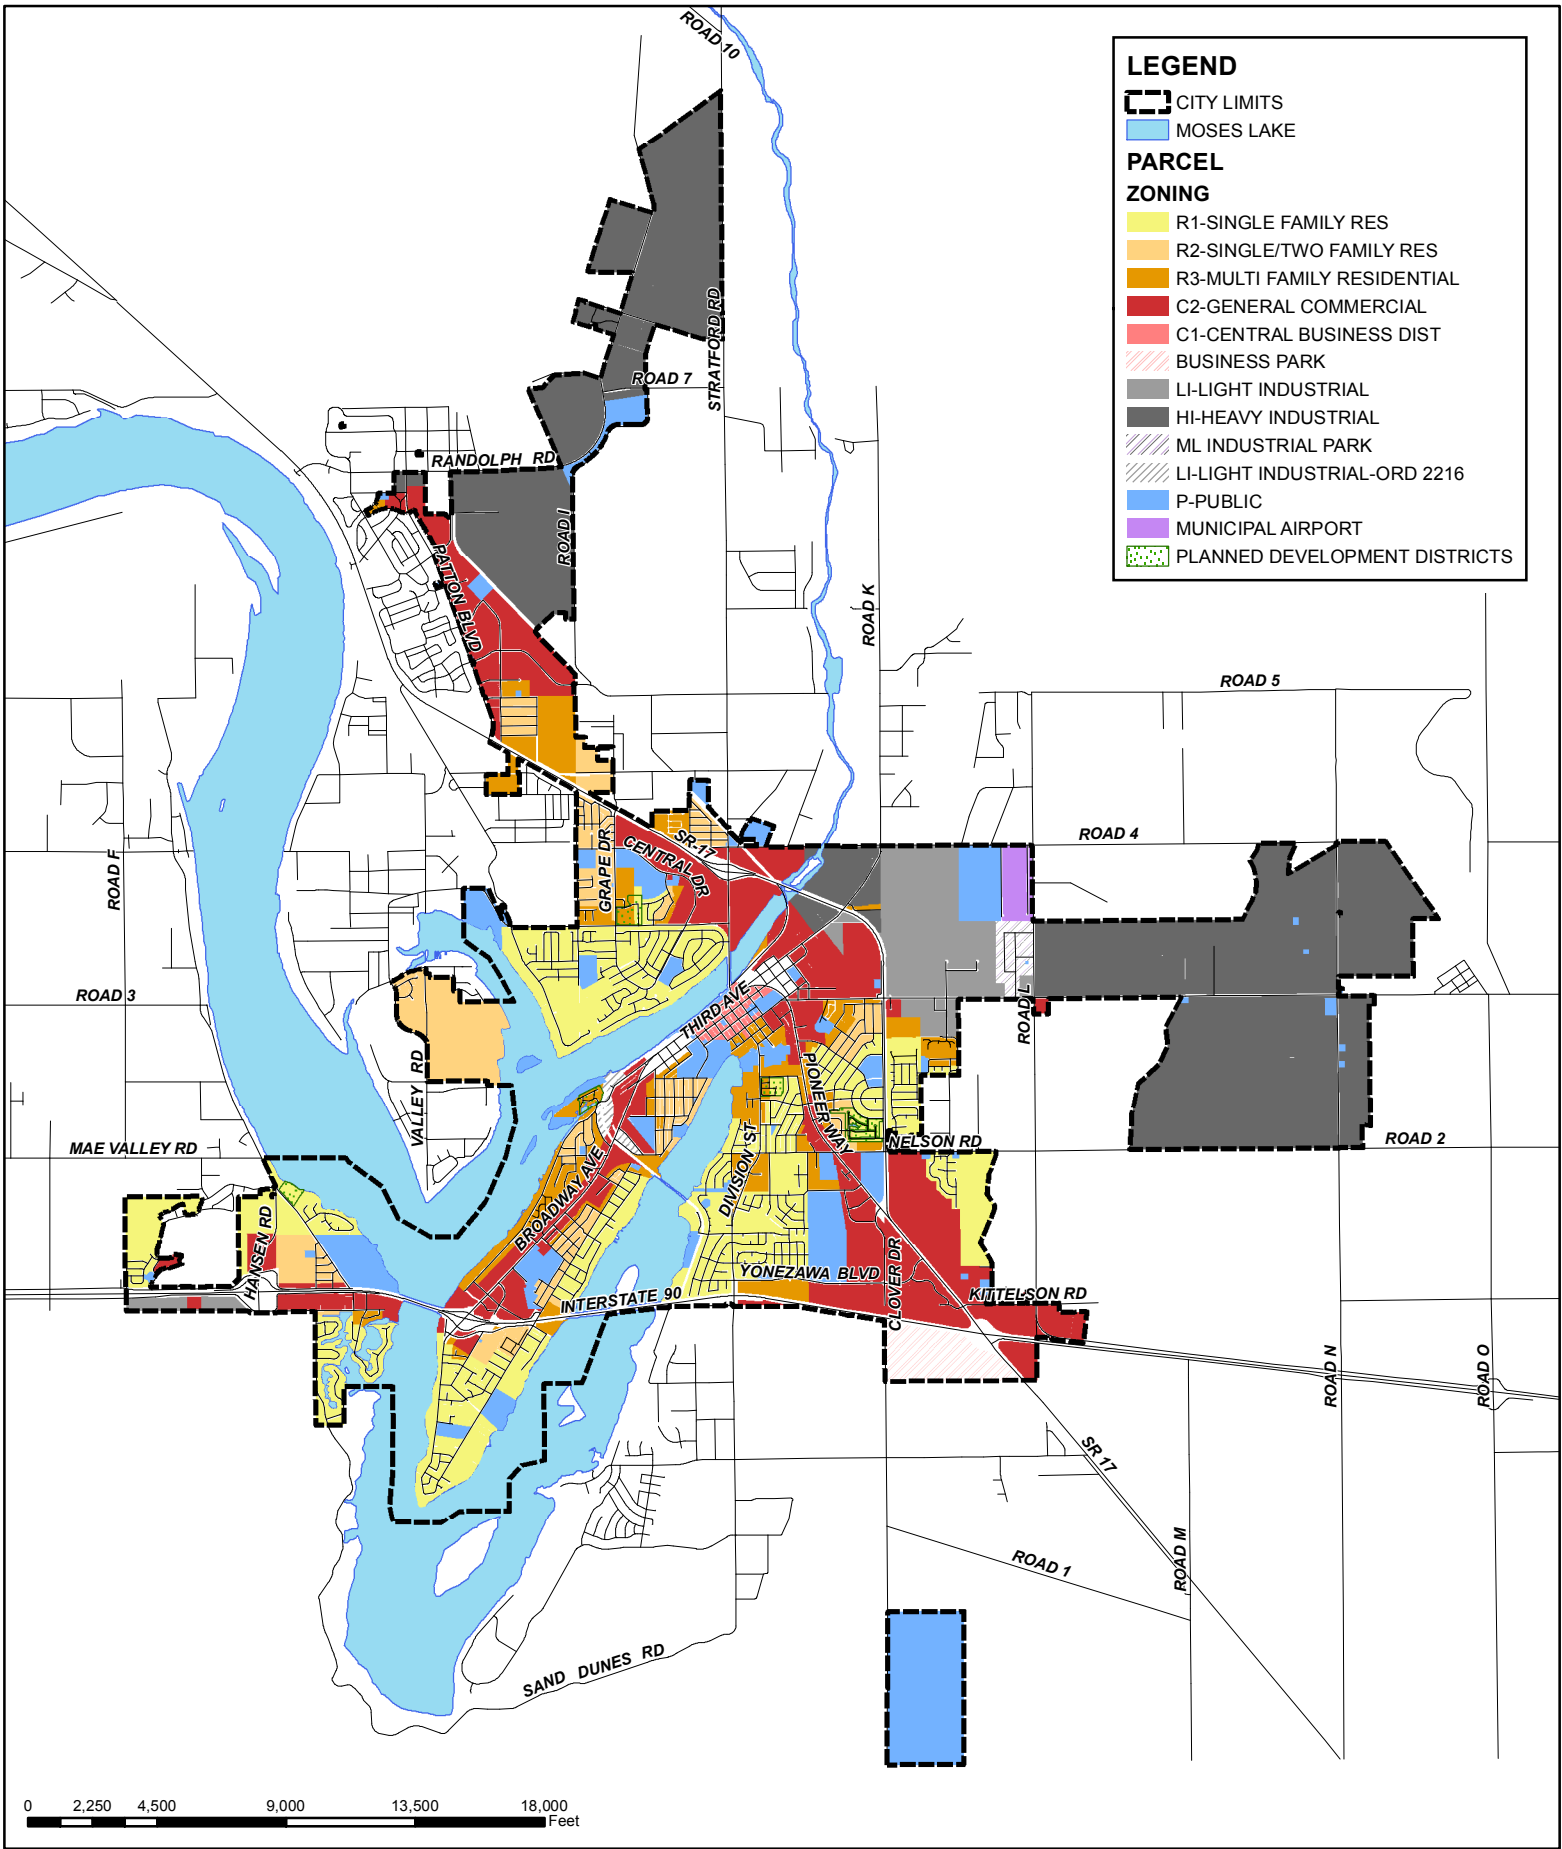 ROAD 10
LEGEND
CITY LIMITS
MOSES LAKE
PARCEL
ZONING
R1-SINGLE FAMILY RES
R2-SINGLE/TWO FAMILY RES
R3-MULTI FAMILY RESIDENTIAL
C2-GENERAL COMMERCIAL
C1-CENTRAL BUSINESS DIST
BUSINESS PARK
LI-LIGHT INDUSTRIAL
HI-HEAVY INDUSTRIAL
ML INDUSTRIAL PARK
LI-LIGHT INDUSTRIAL-ORD 2216
P-PUBLIC
MUNICIPAL AIRPORT
PLANNED DEVELOPMENT DISTRICTS
STRATFORD RD
ROAD 7
RANDOLPH RD
ROAD I
PATTON BLVD
ROAD K
ROAD 5
ROAD 4
SR 17
CENTRAL DR
GRAPE DR
ROAD F
ROAD 3
THIRD AVE
ROAD L
VALLEY RD
PIONEER WAY
MAE VALLEY RD
NELSON RD
ROAD 2
DIVISION ST
BROADWAY AVE
HANSEN RD
YONEZAWA BLVD
CLOVER DR
INTERSTATE 90
KITTELSON RD
ROAD N
ROAD O
SR 17
ROAD 1
ROAD M
SAND DUNES RD
0 2,250 4,500 9,000 13,500 18,000
Feet